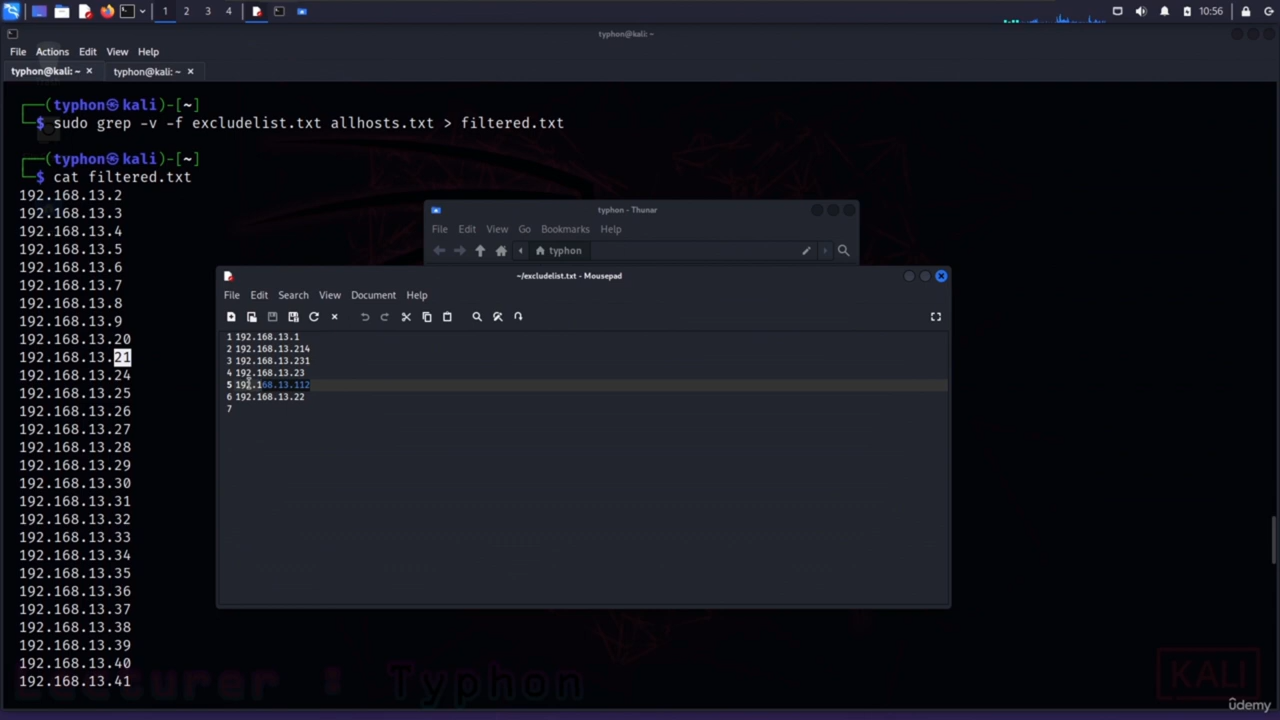 1 2 3 4 10:56
typhon@kali: ~
File Actions Edit View Help
typhon@kali: ~ × typhon@kali: ~ ×
(typhon㉿kali)-[~]
$ sudo grep -v -f excludelist.txt allhosts.txt > filtered.txt
(typhon㉿kali)-[~]
$ cat filtered.txt
192.168.13.2
192.168.13.3
192.168.13.4
192.168.13.5
192.168.13.6
192.168.13.7
192.168.13.8
192.168.13.9
192.168.13.20
192.168.13.21
192.168.13.24
192.168.13.25
192.168.13.26
192.168.13.27
192.168.13.28
192.168.13.29
192.168.13.30
192.168.13.31
192.168.13.32
192.168.13.33
192.168.13.34
192.168.13.35
192.168.13.36
192.168.13.37
192.168.13.38
192.168.13.39
192.168.13.40
192.168.13.41
typhon - Thunar
File Edit View Go Bookmarks Help
typhon
~/excludelist.txt - Mousepad
File Edit Search View Document Help
1 192.168.13.1
2 192.168.13.214
3 192.168.13.231
4 192.168.13.23
5 192.168.13.112
6 192.168.13.22
7
Lecturer : Typhon
KALI
ûdemy